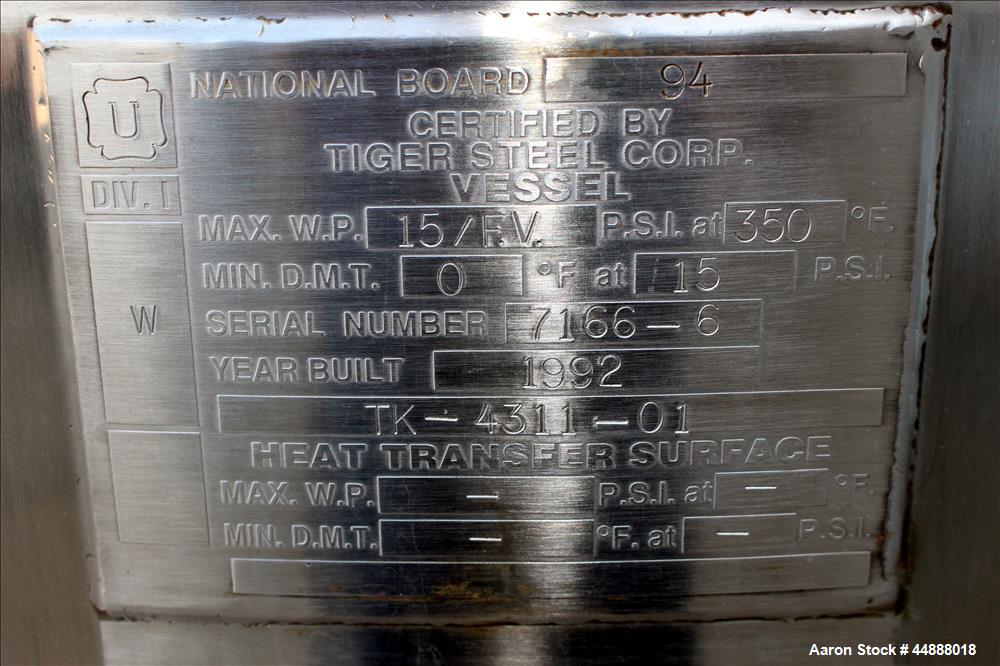 U
NATIONAL BOARD 94
CERTIFIED BY
TIGER STEEL CORP.
VESSEL
DIV. I
MAX. W.P. 15/F.V. P.S.I. at 350 °F.
MIN. D.M.T. 0 °F at 15 P.S.I.
W
SERIAL NUMBER 7166-6
YEAR BUILT 1992
TK-4311-01
HEAT TRANSFER SURFACE
MAX. W.P. - P.S.I. at - °F.
MIN. D.M.T. - °F. at - P.S.I.
Aaron Stock # 44888018